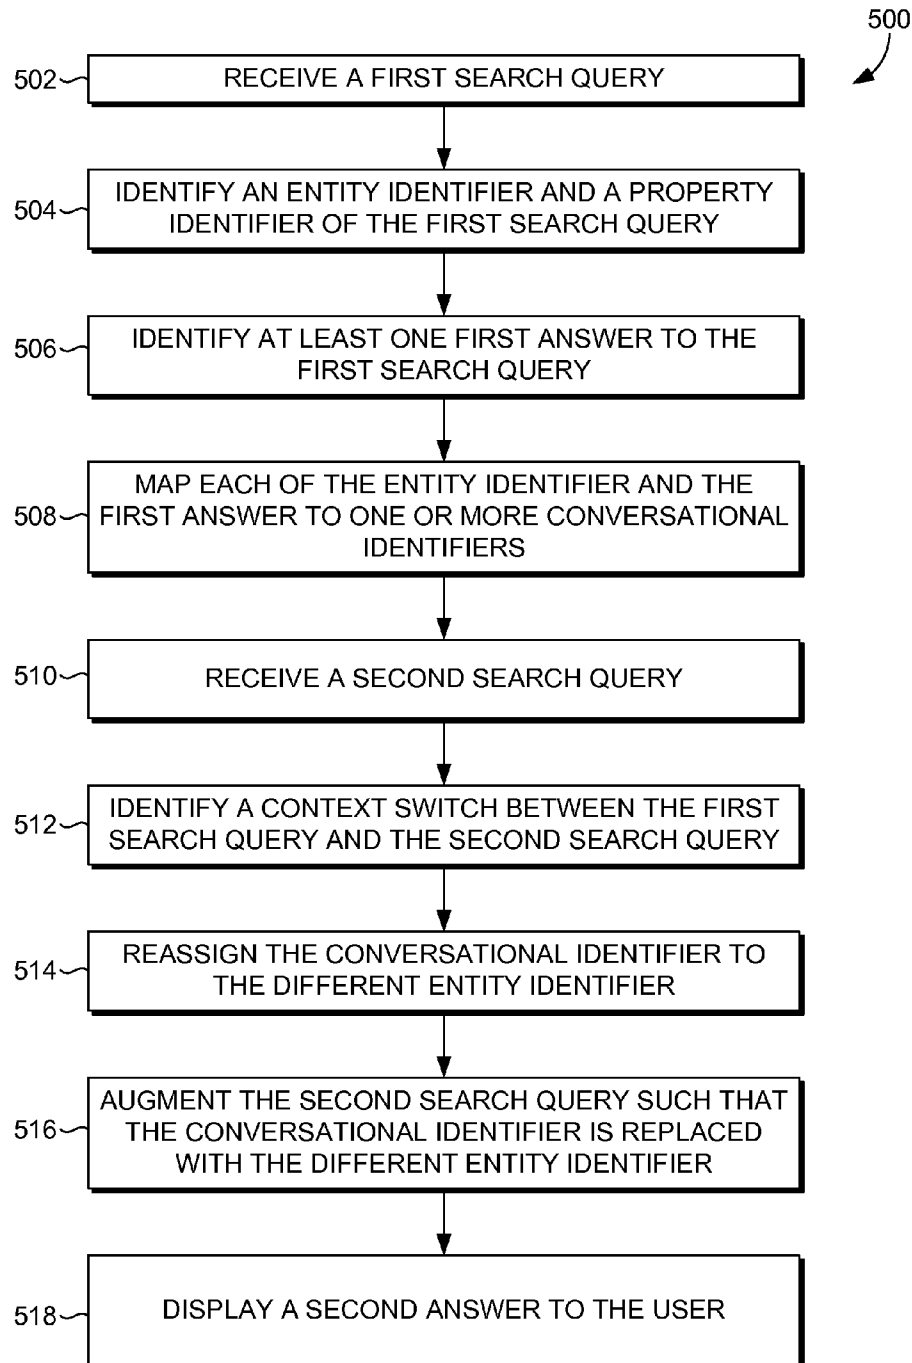 500
502
RECEIVE A FIRST SEARCH QUERY
504
IDENTIFY AN ENTITY IDENTIFIER AND A PROPERTY
IDENTIFIER OF THE FIRST SEARCH QUERY
506
IDENTIFY AT LEAST ONE FIRST ANSWER TO THE
FIRST SEARCH QUERY
508
MAP EACH OF THE ENTITY IDENTIFIER AND THE
FIRST ANSWER TO ONE OR MORE CONVERSATIONAL
IDENTIFIERS
510
RECEIVE A SECOND SEARCH QUERY
512
IDENTIFY A CONTEXT SWITCH BETWEEN THE FIRST
SEARCH QUERY AND THE SECOND SEARCH QUERY
514
REASSIGN THE CONVERSATIONAL IDENTIFIER TO
THE DIFFERENT ENTITY IDENTIFIER
516
AUGMENT THE SECOND SEARCH QUERY SUCH THAT
THE CONVERSATIONAL IDENTIFIER IS REPLACED
WITH THE DIFFERENT ENTITY IDENTIFIER
518
DISPLAY A SECOND ANSWER TO THE USER